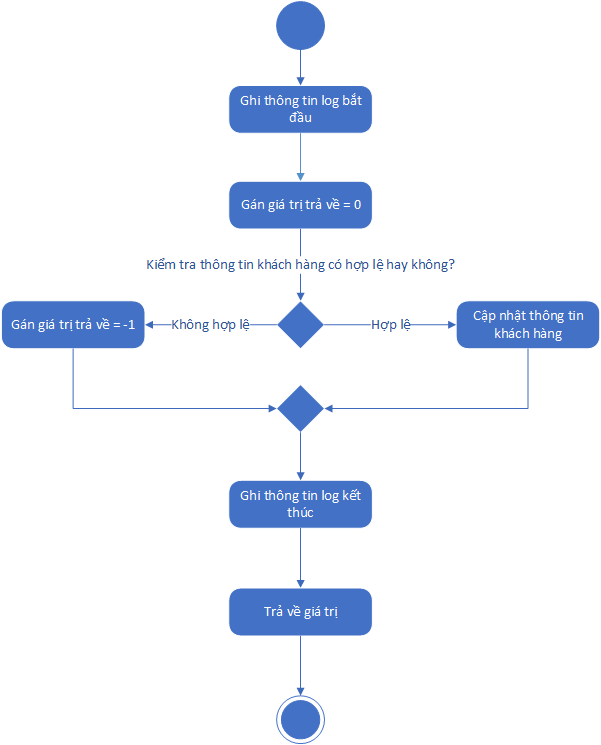 Ghi thông tin log bắt
đầu
Gán giá trị trả về = 0
Kiểm tra thông tin khách hàng có hợp lệ hay không?
Gán giá trị trả về = -1
Không hợp lệ
Hợp lệ
Cập nhật thông tin
khách hàng
Ghi thông tin log kết
thúc
Trả về giá trị